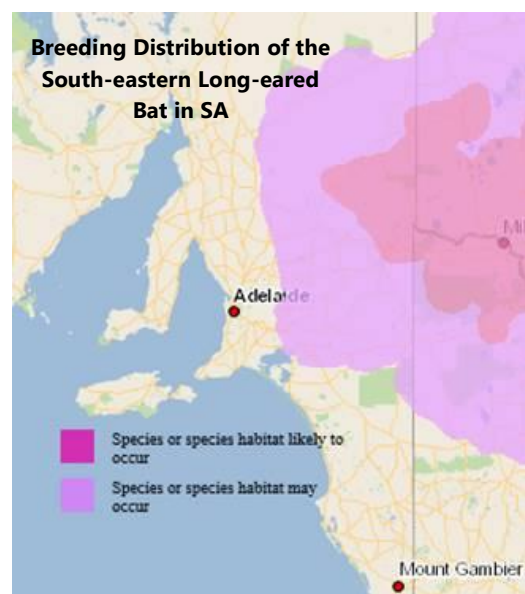 Breeding Distribution of the
South-eastern Long-eared
Bat in SA
Adelaide
Species or species habitat likely to
occur
Species or species habitat may
occur
Mount Gambier